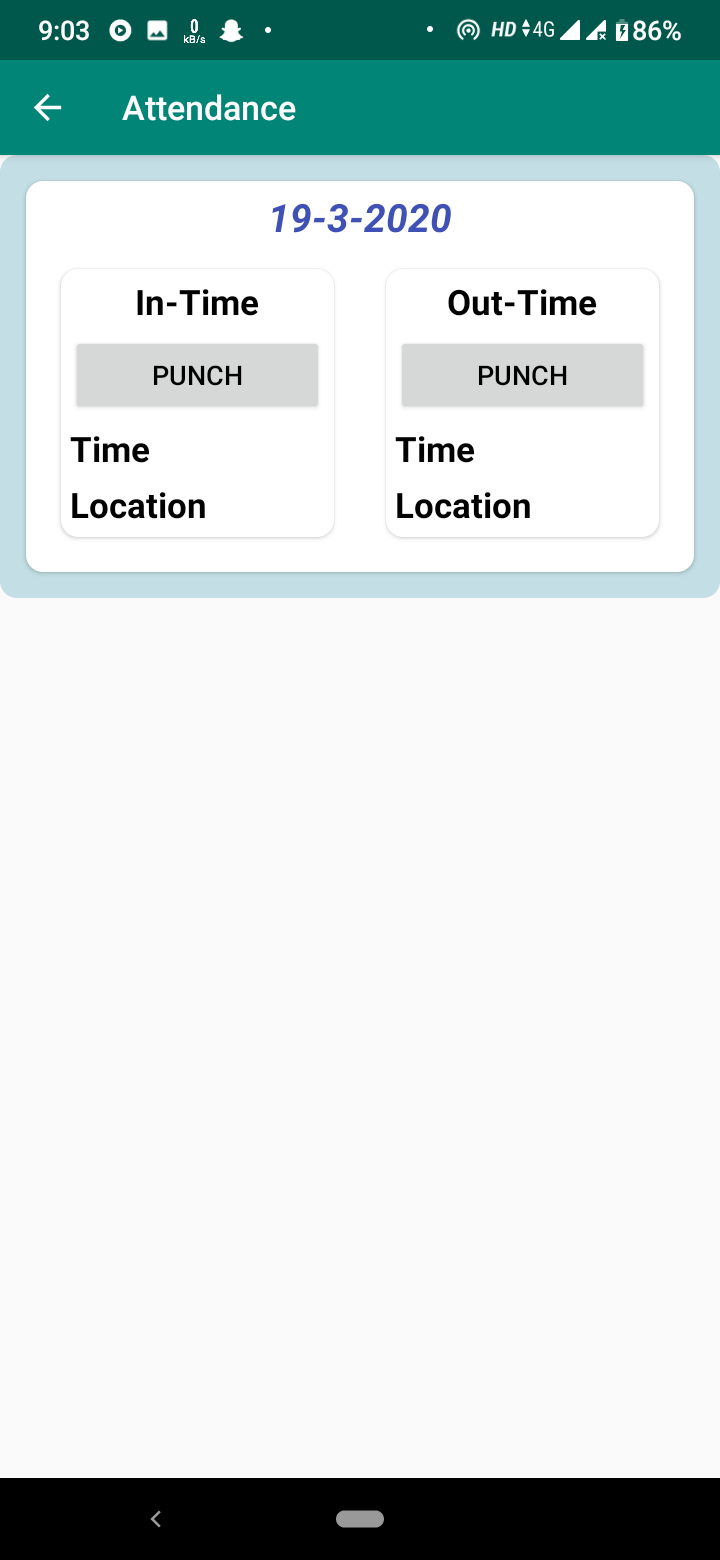 9:03 0 kB/s HD 4G 86%
Attendance
19-3-2020
In-Time Out-Time
PUNCH PUNCH
Time Time
Location Location